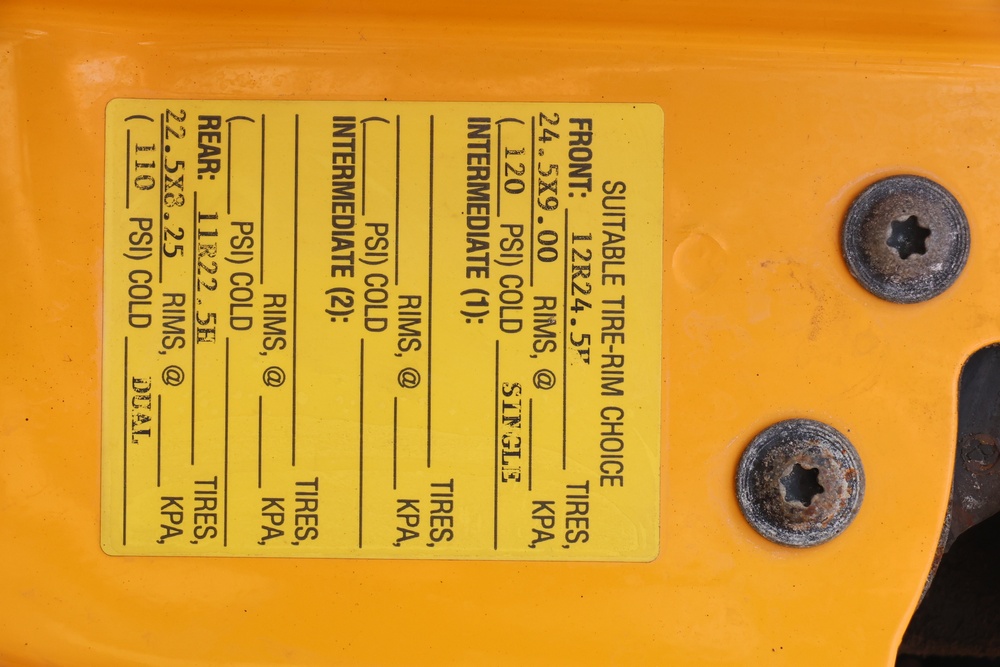 SUITABLE TIRE-RIM CHOICE
FRONT: 12R24.5H TIRES,
24.5X9.00 RIMS, @ KPA,
( 120 PSI) COLD SINGLE
INTERMEDIATE (1):
TIRES,
RIMS, @ KPA,
( PSI) COLD
INTERMEDIATE (2):
TIRES,
RIMS, @ KPA,
( PSI) COLD
REAR: 11R22.5H TIRES,
22.5X8.25 RIMS, @ KPA,
( 110 PSI) COLD DUAL